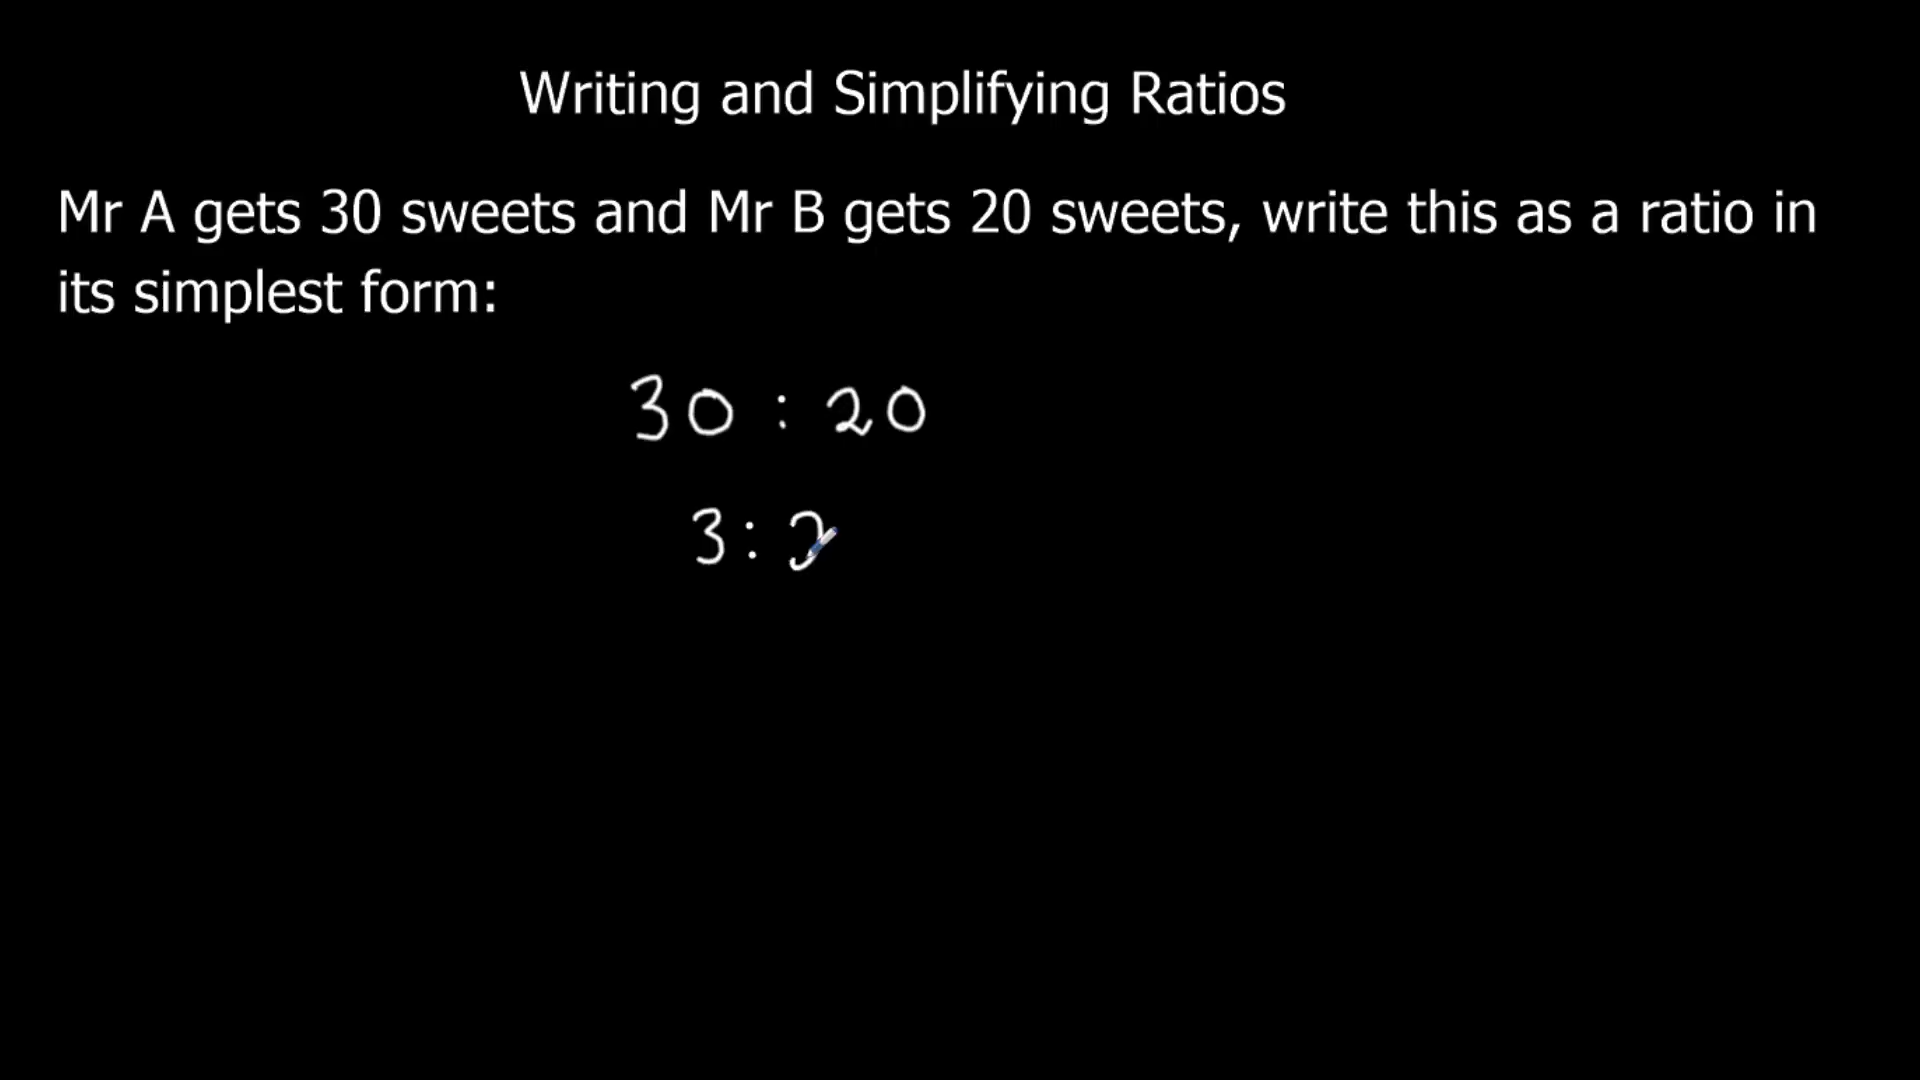 Writing and Simplifying Ratios
Mr A gets 30 sweets and Mr B gets 20 sweets, write this as a ratio in
its simplest form:
30 : 20
3 : 2